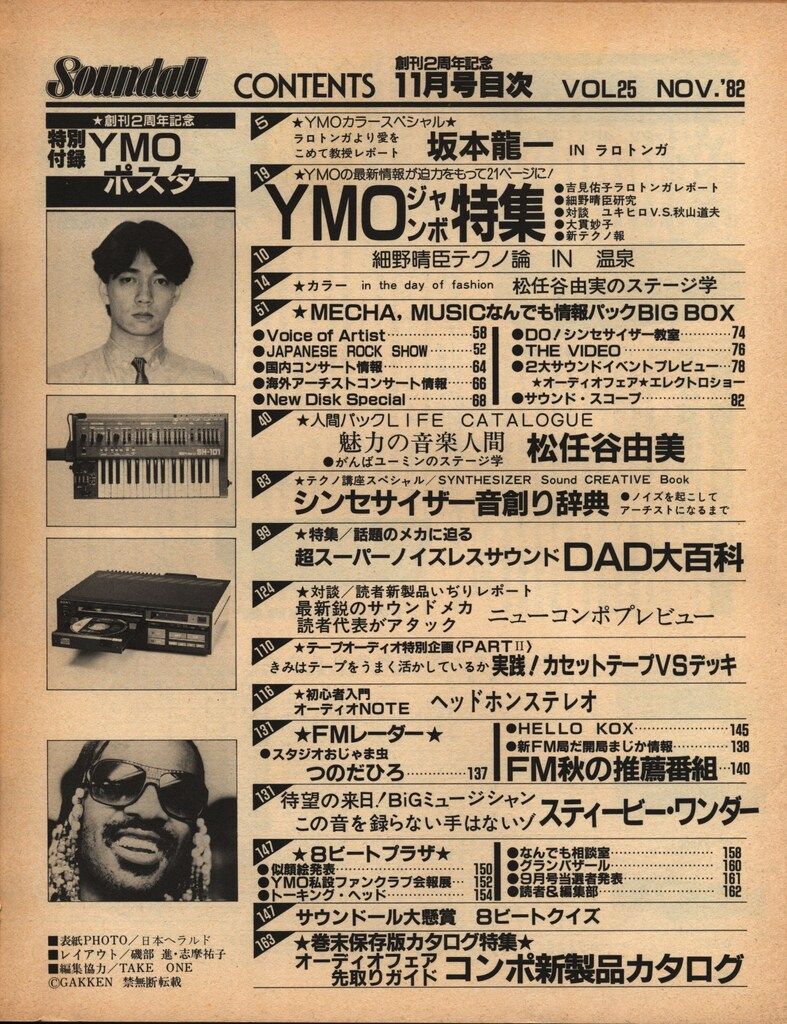 Soundall CONTENTS 創刊2周年記念 11月号目次 VOL25 NOV.'82
★創刊2周年記念
特別付録 YMOポスター
SH-101
■表紙PHOTO/日本ヘラルド
■レイアウト/磯部 進・志摩祐子
■編集協力/TAKE ONE
©GAKKEN 禁無断転載
5 ★YMOカラースペシャル★
ラロトンガより愛を
こめて教授レポート 坂本龍一 IN ラロトンガ
19 ★YMOの最新情報が迫力をもって21ページに!
YMOジャンボ特集
●吉見佑子ラロトンガレポート
●細野晴臣研究
●対談 ユキヒロV.S.秋山道夫
●大貫妙子
●新テクノ報
10 細野晴臣テクノ論 IN 温泉
14 ★カラー in the day of fashion 松任谷由実のステージ学
51 ★MECHA, MUSICなんでも情報パックBIG BOX
●Voice of Artist 58
●JAPANESE ROCK SHOW 52
●国内コンサート情報 64
●海外アーチストコンサート情報 66
●New Disk Special 68
●DO!シンセサイザー教室 74
●THE VIDEO 76
●2大サウンドイベントプレビュー 78
★オーディオフェア★エレクトロショー
●サウンド・スコープ 82
40 ★人間パックLIFE CATALOGUE
魅力の音楽人間 松任谷由美
●がんばユーミンのステージ学
83 ★テクノ講座スペシャル/SYNTHESIZER Sound CREATIVE Book
シンセサイザー音創り辞典 ●ノイズを起こして
アーチストになるまで
99 ★特集/話題のメカに迫る
超スーパーノイズレスサウンドDAD大百科
124 ★対談/読者新製品いぢりレポート
最新鋭のサウンドメカ
読者代表がアタック ニューコンポプレビュー
110 ★テープオーディオ特別企画〈PARTⅡ〉
きみはテープをうまく活かしているか 実践!カセットテープVSデッキ
116 ★初心者入門
オーディオNOTE ヘッドホンステレオ
131 ★FMレーダー★
●スタジオおじゃま虫
つのだひろ 137
●HELLO KOX 145
●新FM局だ開局まじか情報 138
FM秋の推薦番組 140
131 待望の来日!BiGミュージシャン
この音を録らない手はないゾ スティービー・ワンダー
147 ★8ビートプラザ★
●似顔絵発表 150
●YMO私設ファンクラブ会報展 152
●トーキング・ヘッド 154
●なんでも相談室 158
●グランバザール 160
●9月号当選者発表 161
●読者&編集部 162
147 サウンドール大懸賞 8ビートクイズ
163 ★巻末保存版カタログ特集★
オーディオフェア
先取りガイド コンポ新製品カタログ